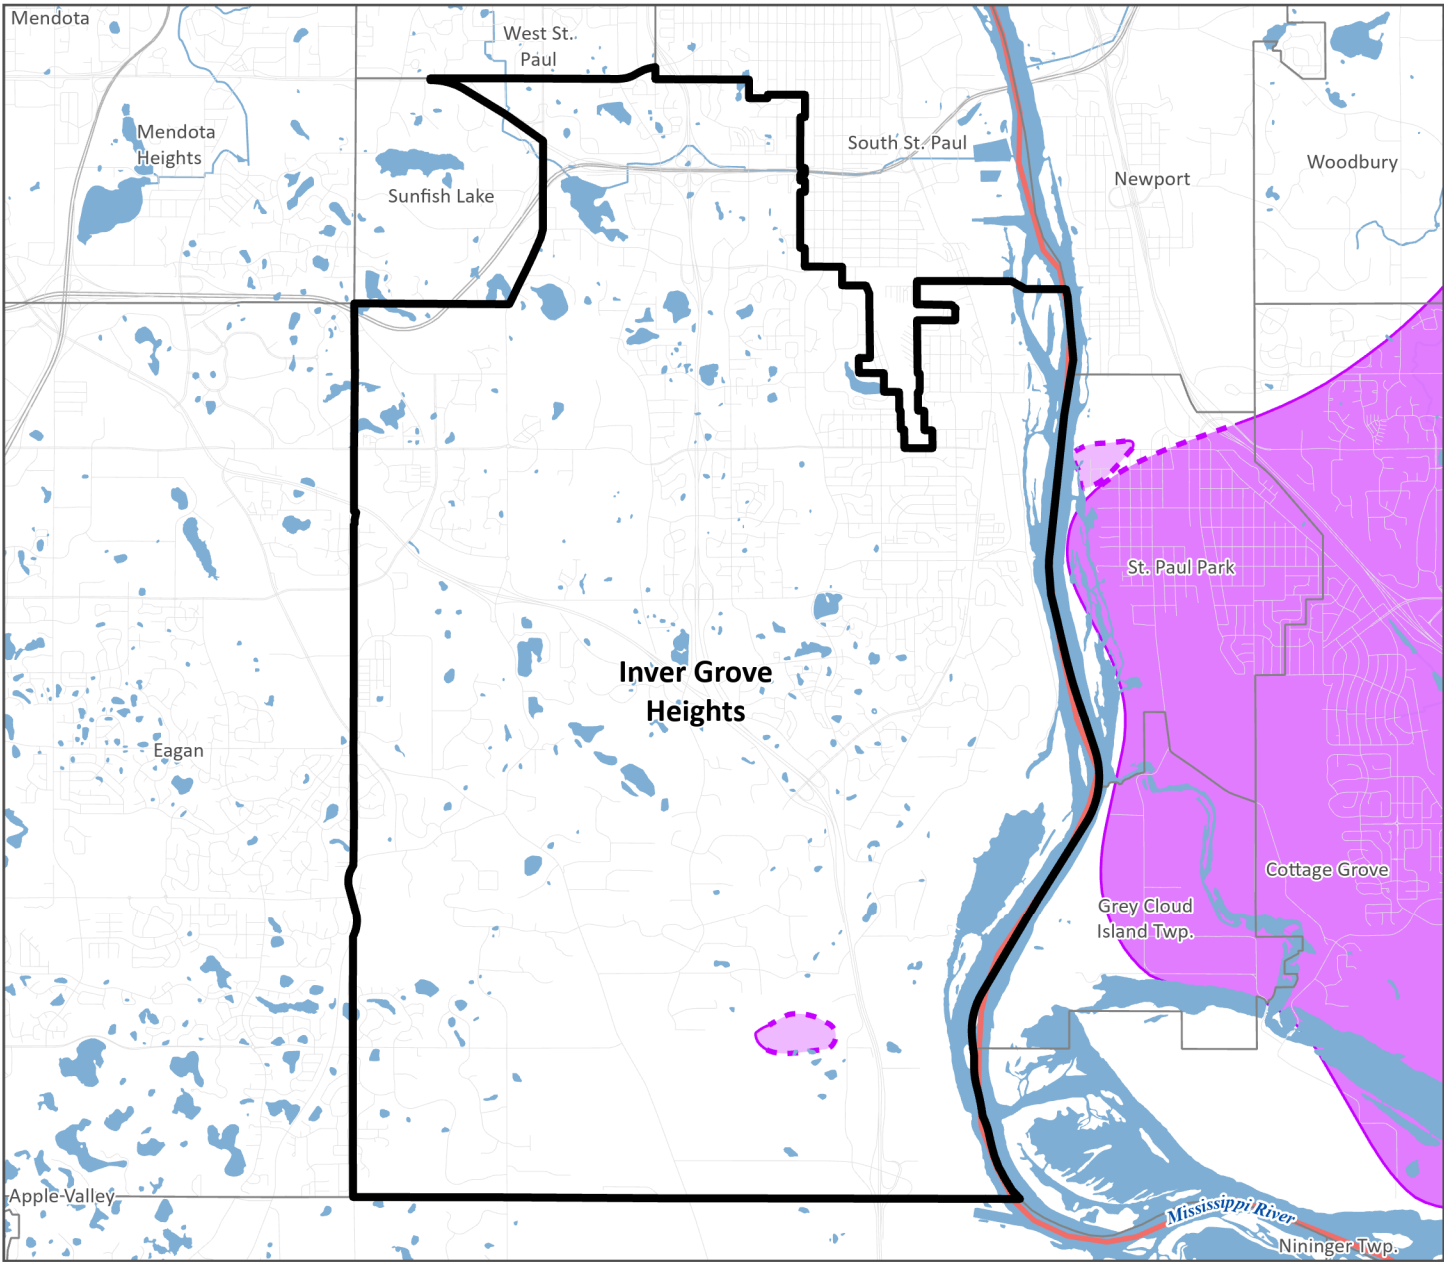 Mendota
West St.
Paul
Mendota
Heights
South St. Paul
Woodbury
Newport
Sunfish Lake
St. Paul Park
Inver Grove
Heights
Eagan
Cottage Grove
Grey Cloud
Island Twp.
Apple Valley
Mississippi River
Nininger Twp.